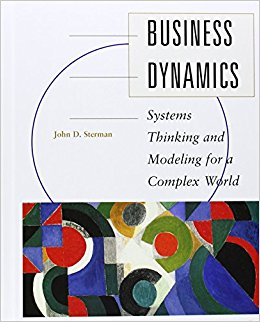 BUSINESS
DYNAMICS
Systems
Thinking and
Modeling for a
Complex World
John D. Sterman